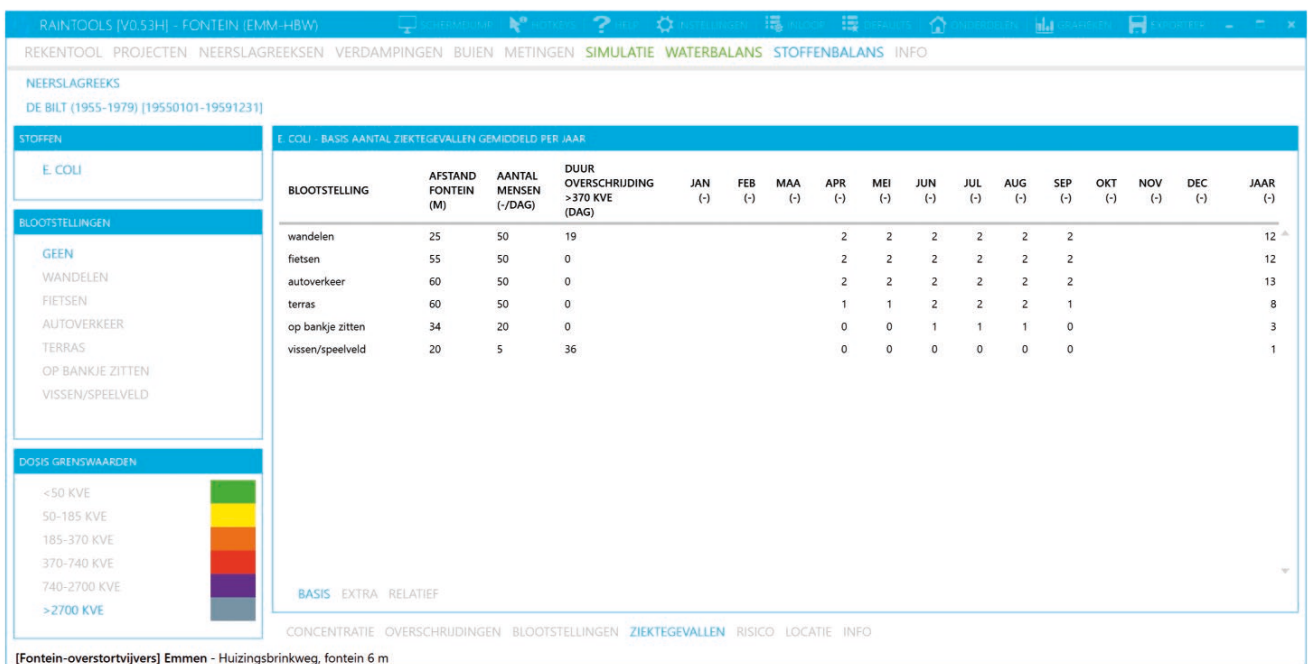 RAINTOOLS [V0.53H] - FONTEIN (EMM-HBW) SCHERMDUMP HOTKEYS HELP INSTELLINGEN INLOOP DEFAULTS ONDERDELEN GRAFIEKEN
REKENTOOL PROJECTEN NEERSLAGREEKSEN VERDAMPINGEN BUIEN METINGEN SIMULATIE WATERBALANS STOFFENBALANS INFO
NEERSLAGREEKS
DE BILT (1955-1979) [19550101-19591231]
STOFFEN
E. COLI
BLOOTSTELLINGEN
GEEN
WANDELEN
FIETSEN
AUTOVERKEER
TERRAS
OP BANKJE ZITTEN
VISSEN/SPEELVELD
DOSIS GRENSWAARDEN
<50 KVE
50-185 KVE
185-370 KVE
370-740 KVE
740-2700 KVE
>2700 KVE
E. COLI - BASIS AANTAL ZIEKTEGEVALLEN GEMIDDELD PER JAAR
BLOOTSTELLING AFSTAND FONTEIN (M) AANTAL MENSEN (-/DAG) DUUR OVERSCHRIJDING >370 KVE (DAG) JAN (-) FEB (-) MAA (-) APR (-) MEI (-) JUN (-) JUL (-) AUG (-) SEP (-) OKT (-) NOV (-) DEC (-) JAAR (-)
wandelen 25 50 19 2 2 2 2 2 2 12
fietsen 55 50 0 2 2 2 2 2 2 12
autoverkeer 60 50 0 2 2 2 2 2 2 13
terras 60 50 0 1 1 2 2 2 1 8
op bankje zitten 34 20 0 0 0 1 1 1 0 3
vissen/speelveld 20 5 36 0 0 0 0 0 0 1
BASIS EXTRA RELATIEF
CONCENTRATIE OVERSCHRIJDINGEN BLOOTSTELLINGEN ZIEKTEGEVALLEN RISICO LOCATIE INFO
[Fontein-overstortvijvers] Emmen - Huizingsbrinkweg, fontein 6 m